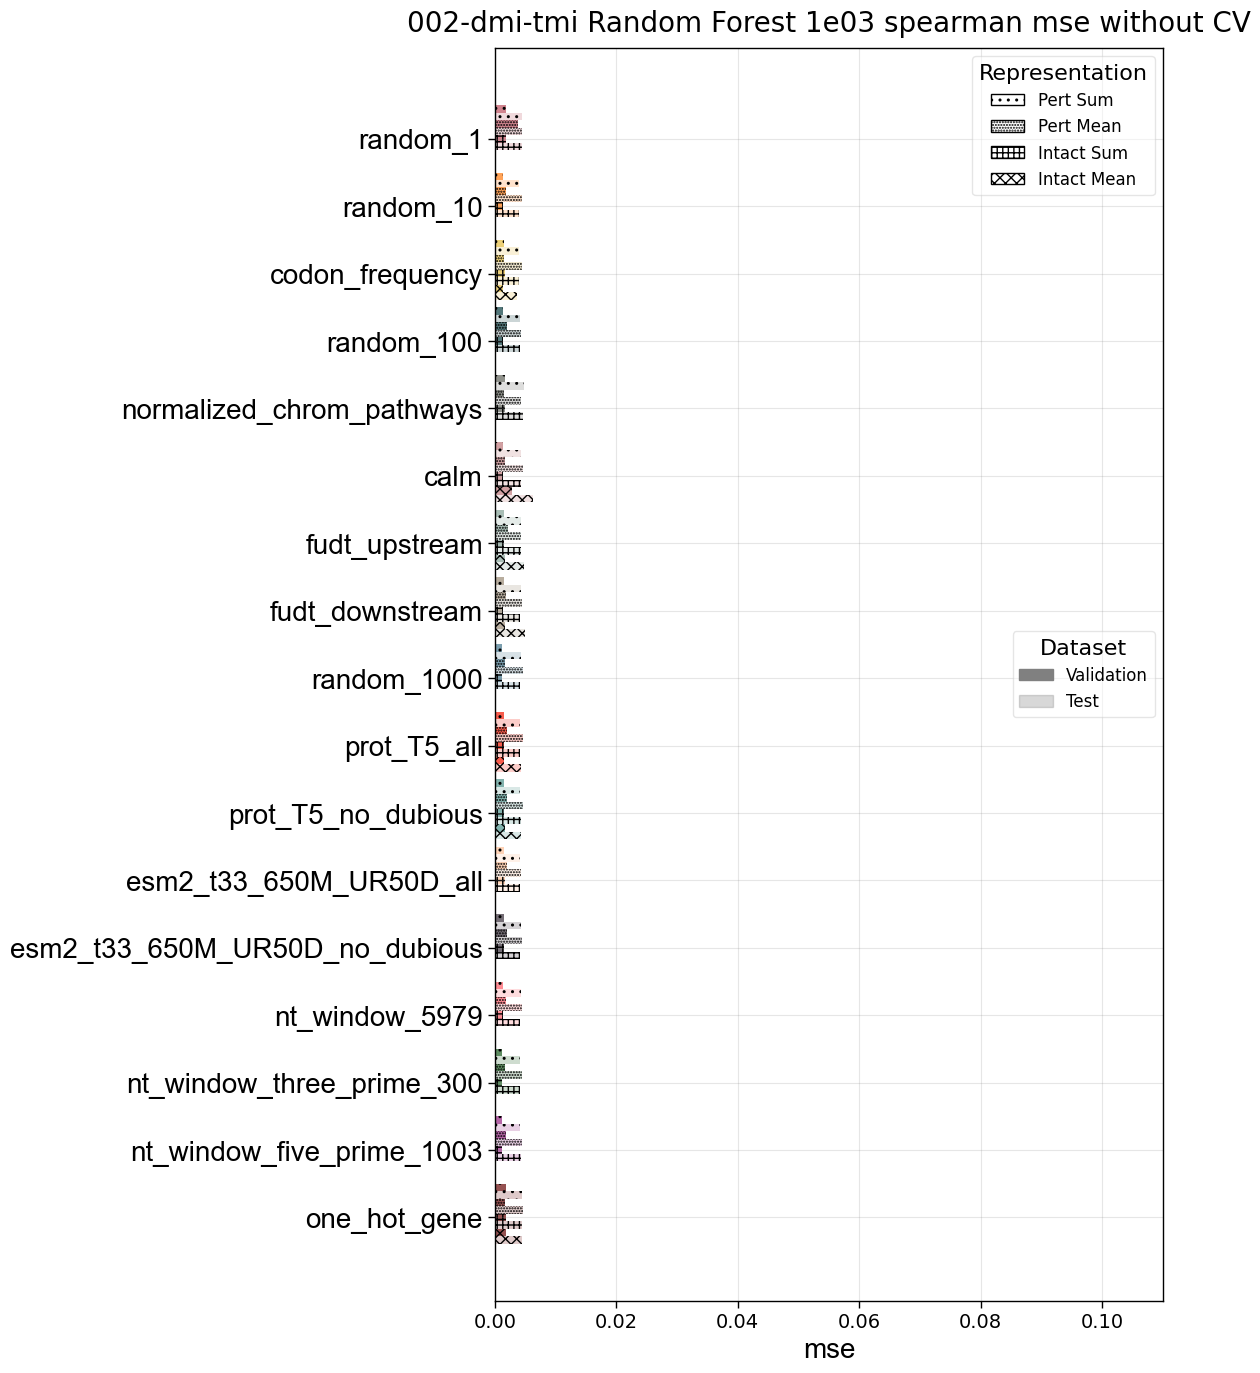 002-dmi-tmi Random Forest 1e03 spearman mse without CV
Representation
Pert Sum
Pert Mean
Intact Sum
Intact Mean
random_1
random_10
codon_frequency
random_100
normalized_chrom_pathways
calm
fudt_upstream
fudt_downstream
Dataset
Validation
Test
random_1000
prot_T5_all
prot_T5_no_dubious
esm2_t33_650M_UR50D_all
esm2_t33_650M_UR50D_no_dubious
nt_window_5979
nt_window_three_prime_300
nt_window_five_prime_1003
one_hot_gene
0.00 0.02 0.04 0.06 0.08 0.10
mse